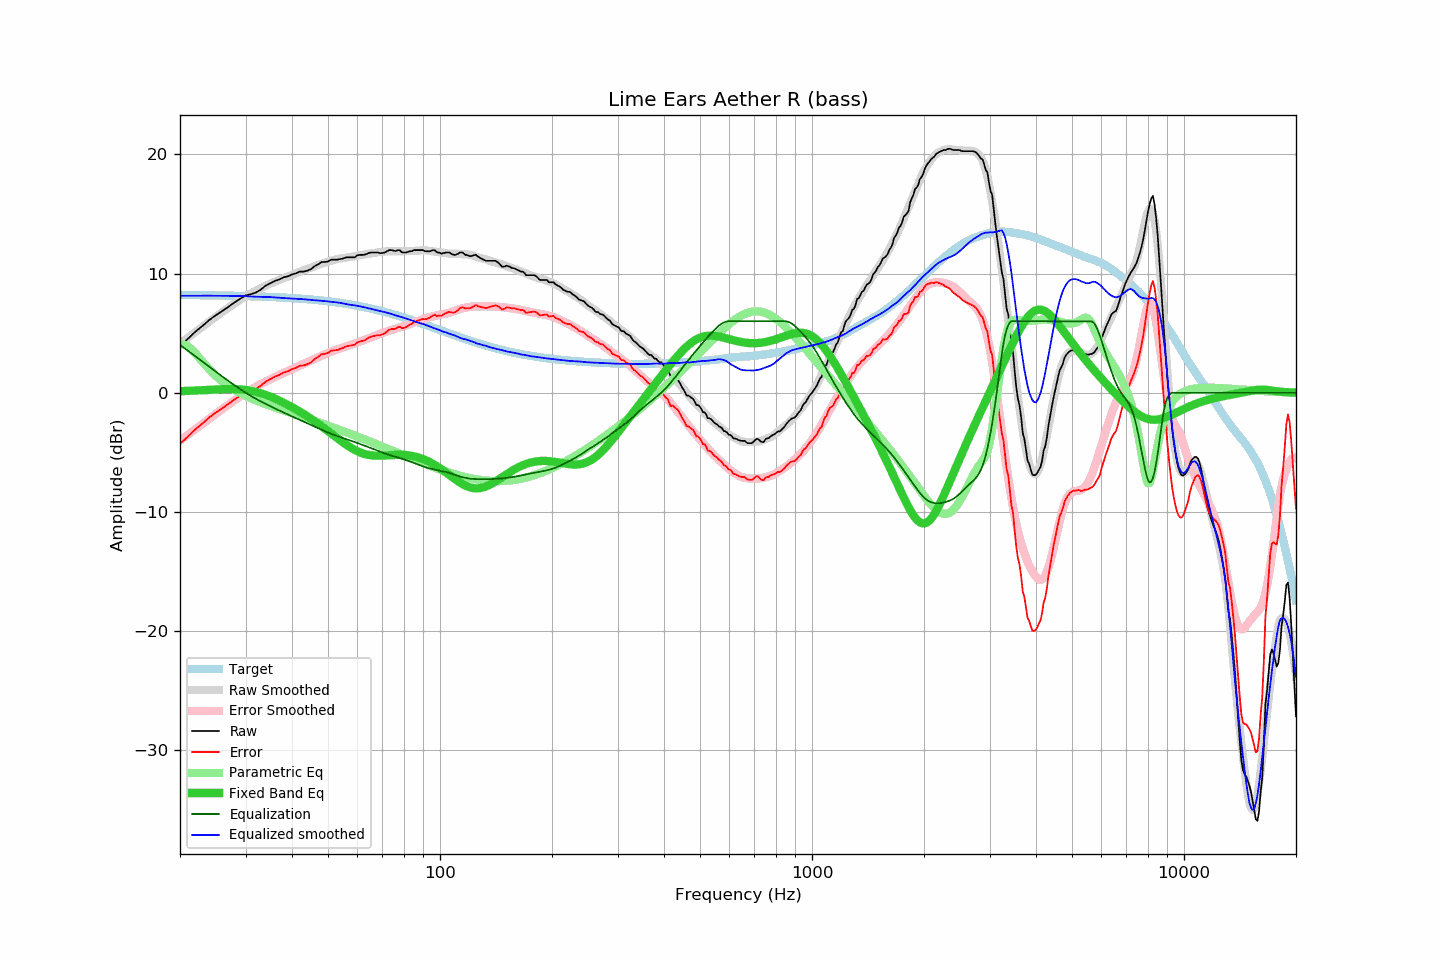 Lime Ears Aether R (bass)
20
10
0
−10
−20
−30
Amplitude (dBr)
Target
Raw Smoothed
Error Smoothed
Raw
Error
Parametric Eq
Fixed Band Eq
Equalization
Equalized smoothed
100
1000
10000
Frequency (Hz)